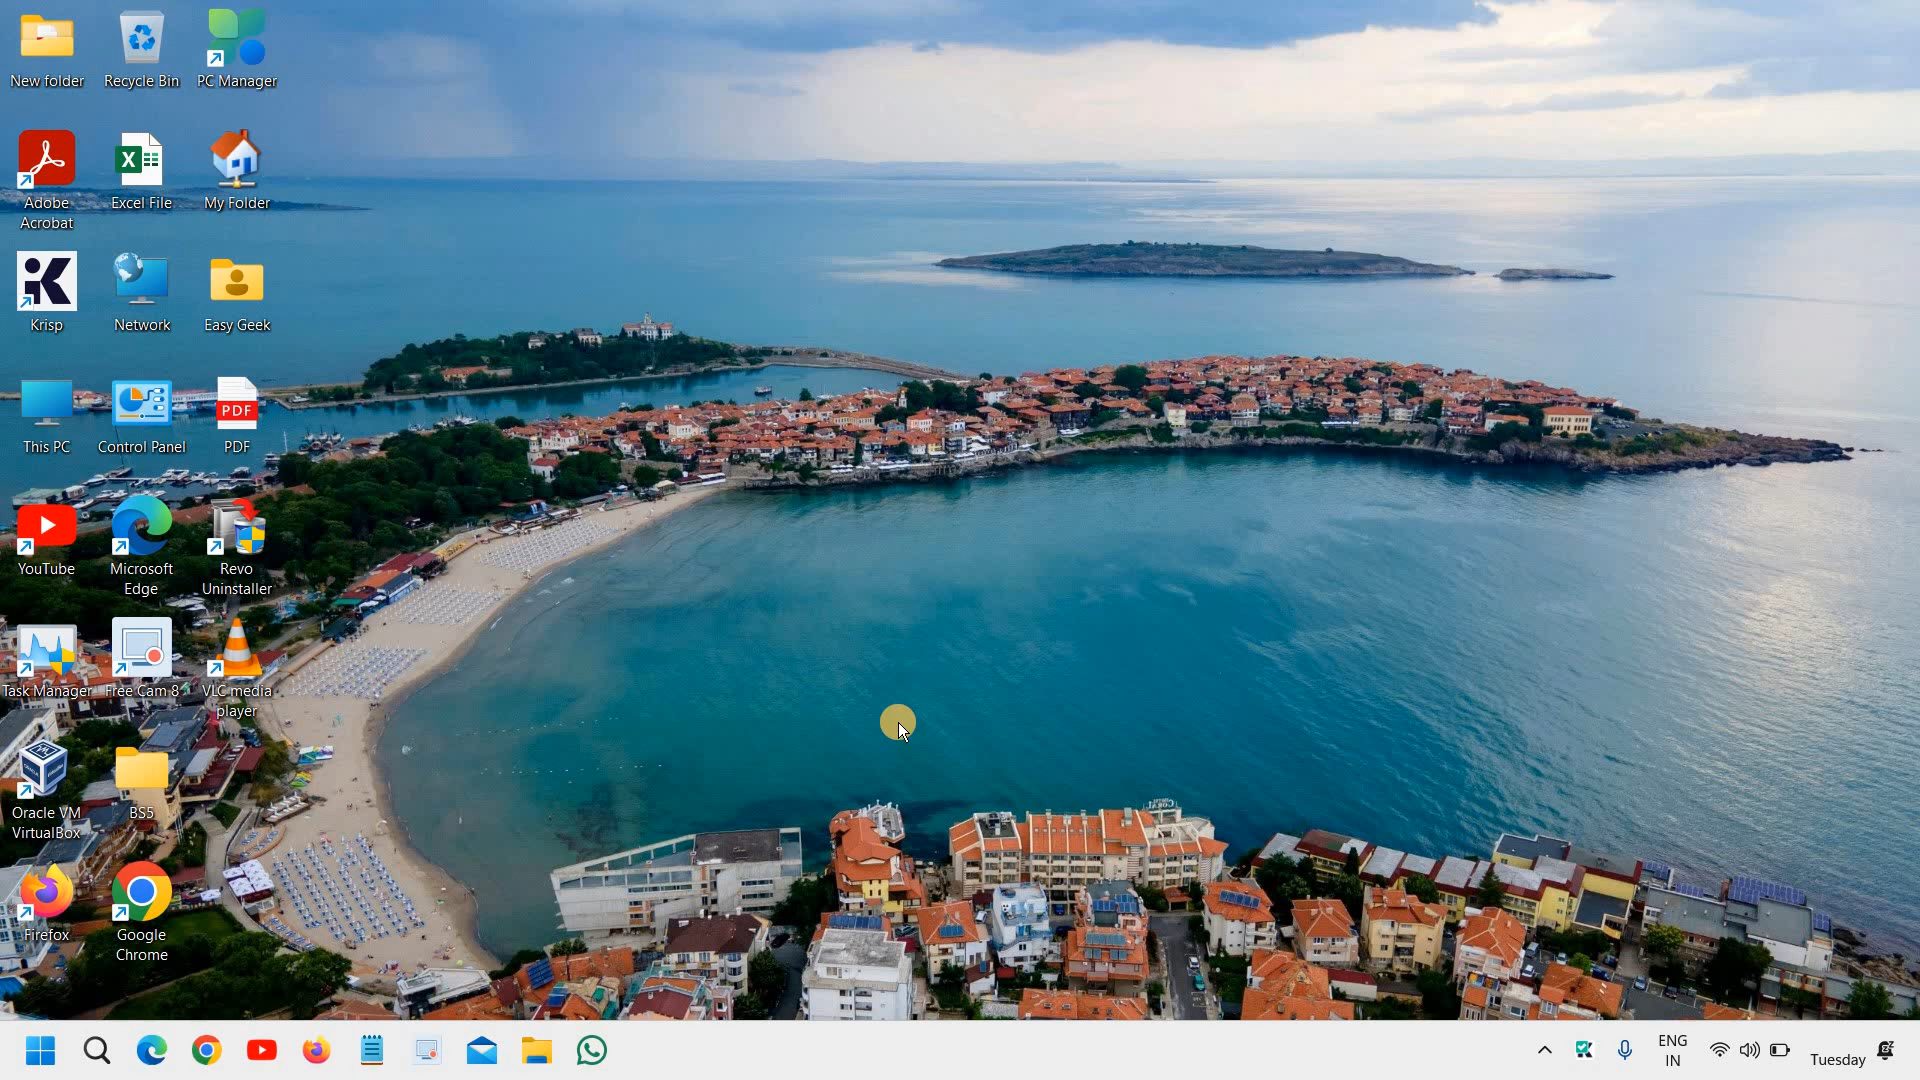 New folder
Recycle Bin
PC Manager
Adobe
Acrobat
Excel File
My Folder
Krisp
Network
Easy Geek
This PC
Control Panel
PDF
PDF
YouTube
Microsoft
Edge
Revo
Uninstaller
Task Manager
Free Cam 8
VLC media
player
Oracle VM
VirtualBox
BS5
Firefox
Google
Chrome
ENG
IN
Tuesday